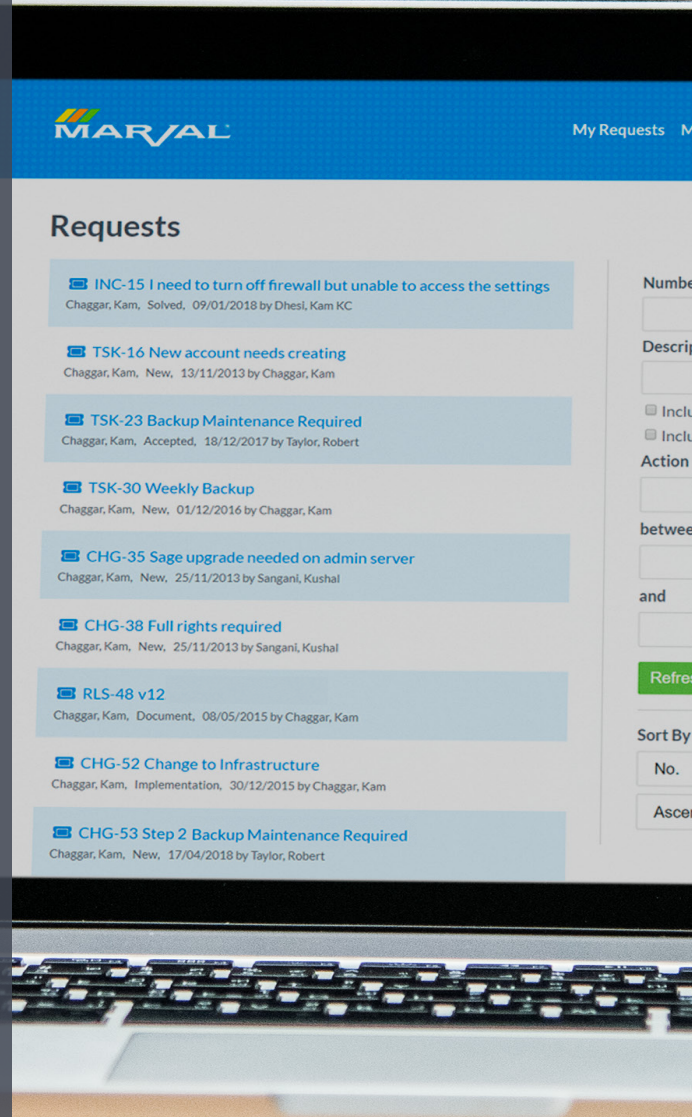 MARVAL
My Requests M
Requests
INC-15 I need to turn off firewall but unable to access the settings
Chaggar, Kam, Solved, 09/01/2018 by Dhesi, Kam KC
TSK-16 New account needs creating
Chaggar, Kam, New, 13/11/2013 by Chaggar, Kam
TSK-23 Backup Maintenance Required
Chaggar, Kam, Accepted, 18/12/2017 by Taylor, Robert
TSK-30 Weekly Backup
Chaggar, Kam, New, 01/12/2016 by Chaggar, Kam
CHG-35 Sage upgrade needed on admin server
Chaggar, Kam, New, 25/11/2013 by Sangani, Kushal
CHG-38 Full rights required
Chaggar, Kam, New, 25/11/2013 by Sangani, Kushal
RLS-48 v12
Chaggar, Kam, Document, 08/05/2015 by Chaggar, Kam
CHG-52 Change to Infrastructure
Chaggar, Kam, Implementation, 30/12/2015 by Chaggar, Kam
CHG-53 Step 2 Backup Maintenance Required
Chaggar, Kam, New, 17/04/2018 by Taylor, Robert
Numbe
Descrip
Inclu
Inclu
Action
betwee
and
Refres
Sort By
No.
Ascen